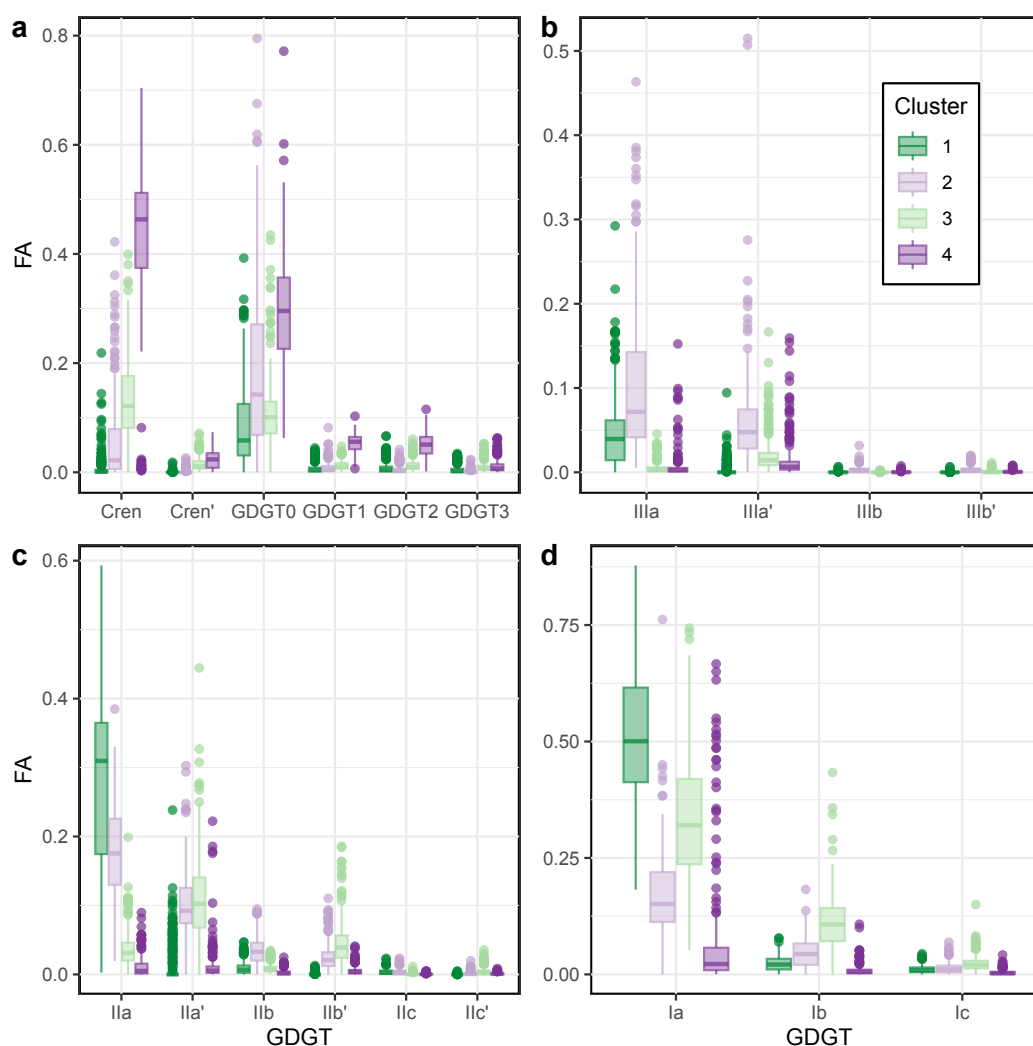 a
0.8
0.6
0.4
0.2
0.0
FA
Cren Cren' GDGT0 GDGT1 GDGT2 GDGT3
b
0.5
0.4
0.3
0.2
0.1
0.0
Cluster
1
2
3
4
IIIa IIIa' IIIb IIIb'
c
0.6
0.4
0.2
0.0
FA
IIa IIa' IIb IIb' IIc IIc'
GDGT
d
0.75
0.50
0.25
0.00
Ia Ib Ic
GDGT